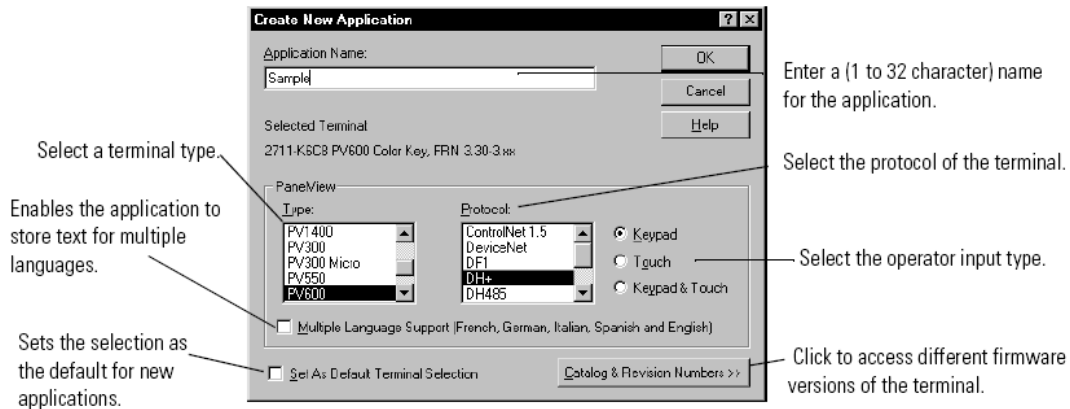 Create New Application
Application Name:
Sample
OK
Cancel
Help
Selected Terminal
2711-K6C8 PV600 Color Key, FRN 3.30-3.xx
PanelView
Type:
PV1400
PV300
PV300 Micro
PV550
PV600
Protocol:
ControlNet 1.5
DeviceNet
DF1
DH+
DH485
Keypad
Touch
Keypad & Touch
Multiple Language Support (French, German, Italian, Spanish and English)
Set As Default Terminal Selection
Catalog & Revision Numbers >>
Select a terminal type.
Enables the application to
store text for multiple
languages.
Sets the selection as
the default for new
applications.
Enter a (1 to 32 character) name
for the application.
Select the protocol of the terminal.
Select the operator input type.
Click to access different firmware
versions of the terminal.